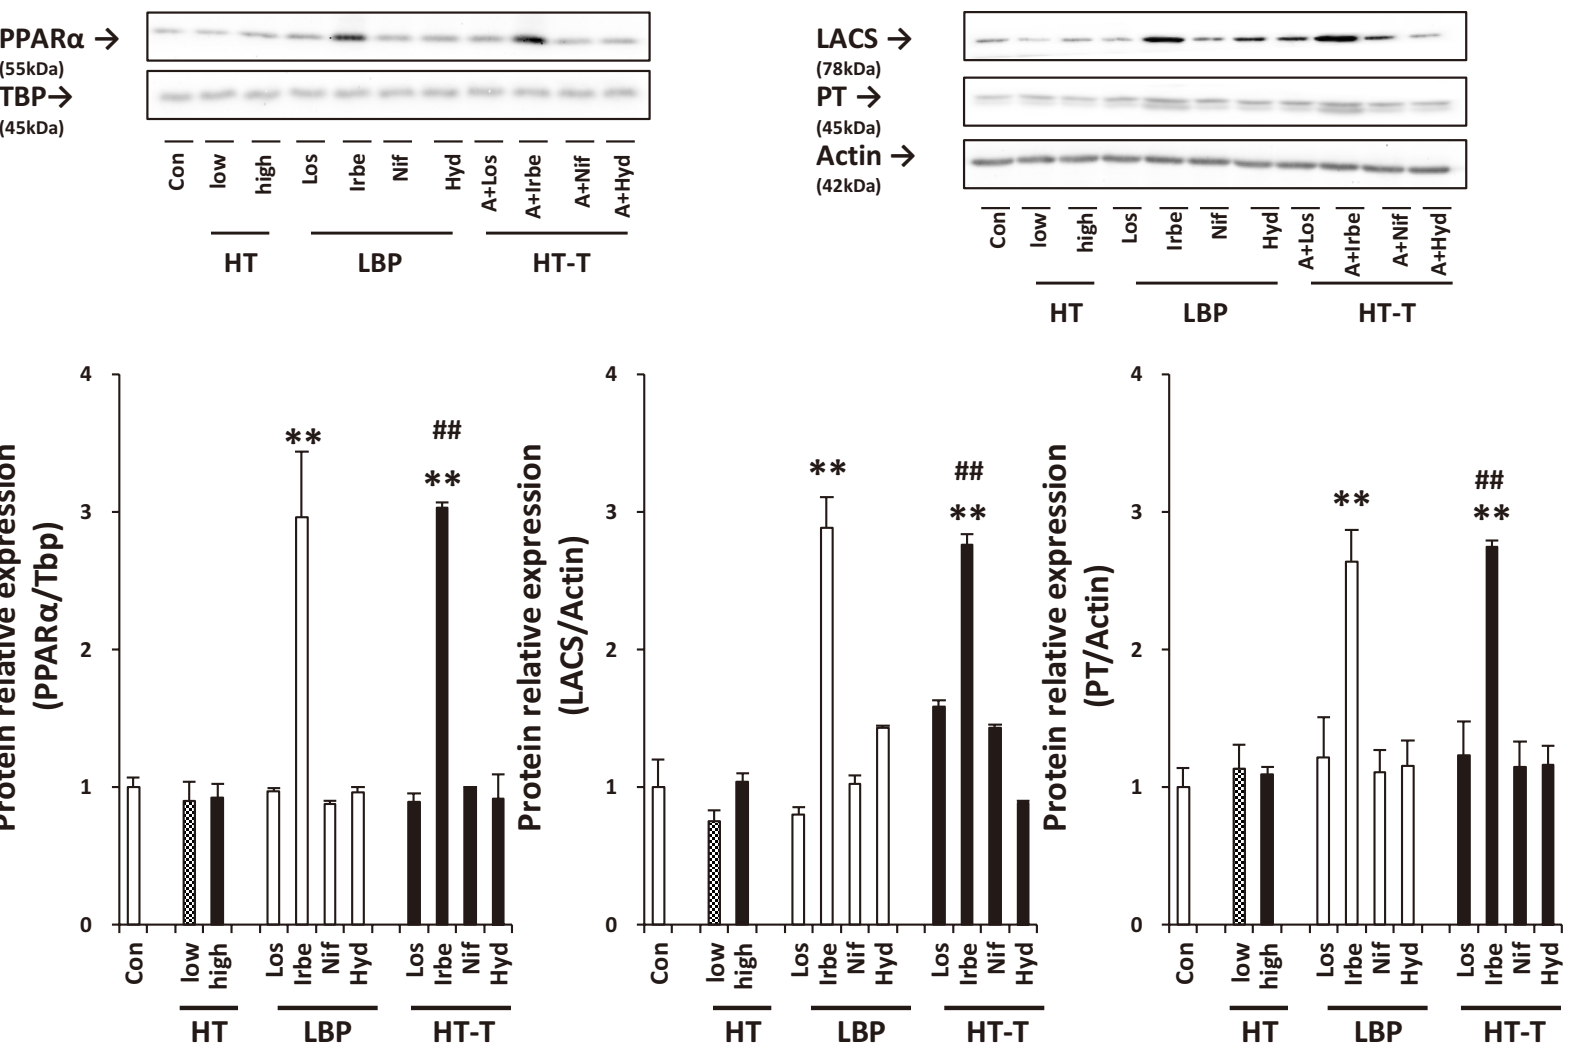 PPARα →
(55kDa)
TBP→
(45kDa)
Con
low
high
Los
Irbe
Nif
Hyd
A+Los
A+Irbe
A+Nif
A+Hyd
HT
LBP
HT-T
LACS →
(78kDa)
PT →
(45kDa)
Actin →
(42kDa)
Con
low
high
Los
Irbe
Nif
Hyd
A+Los
A+Irbe
A+Nif
A+Hyd
HT
LBP
HT-T
Protein relative expression
(PPARα/Tbp)
4
3
2
1
0
**
##
**
Con
low
high
Los
Irbe
Nif
Hyd
Los
Irbe
Nif
Hyd
HT
LBP
HT-T
Protein relative expression
(LACS/Actin)
4
3
2
1
0
**
##
**
Con
low
high
Los
Irbe
Nif
Hyd
Los
Irbe
Nif
Hyd
HT
LBP
HT-T
Protein relative expression
(PT/Actin)
4
3
2
1
0
**
##
**
Con
low
high
Los
Irbe
Nif
Hyd
Los
Irbe
Nif
Hyd
HT
LBP
HT-T